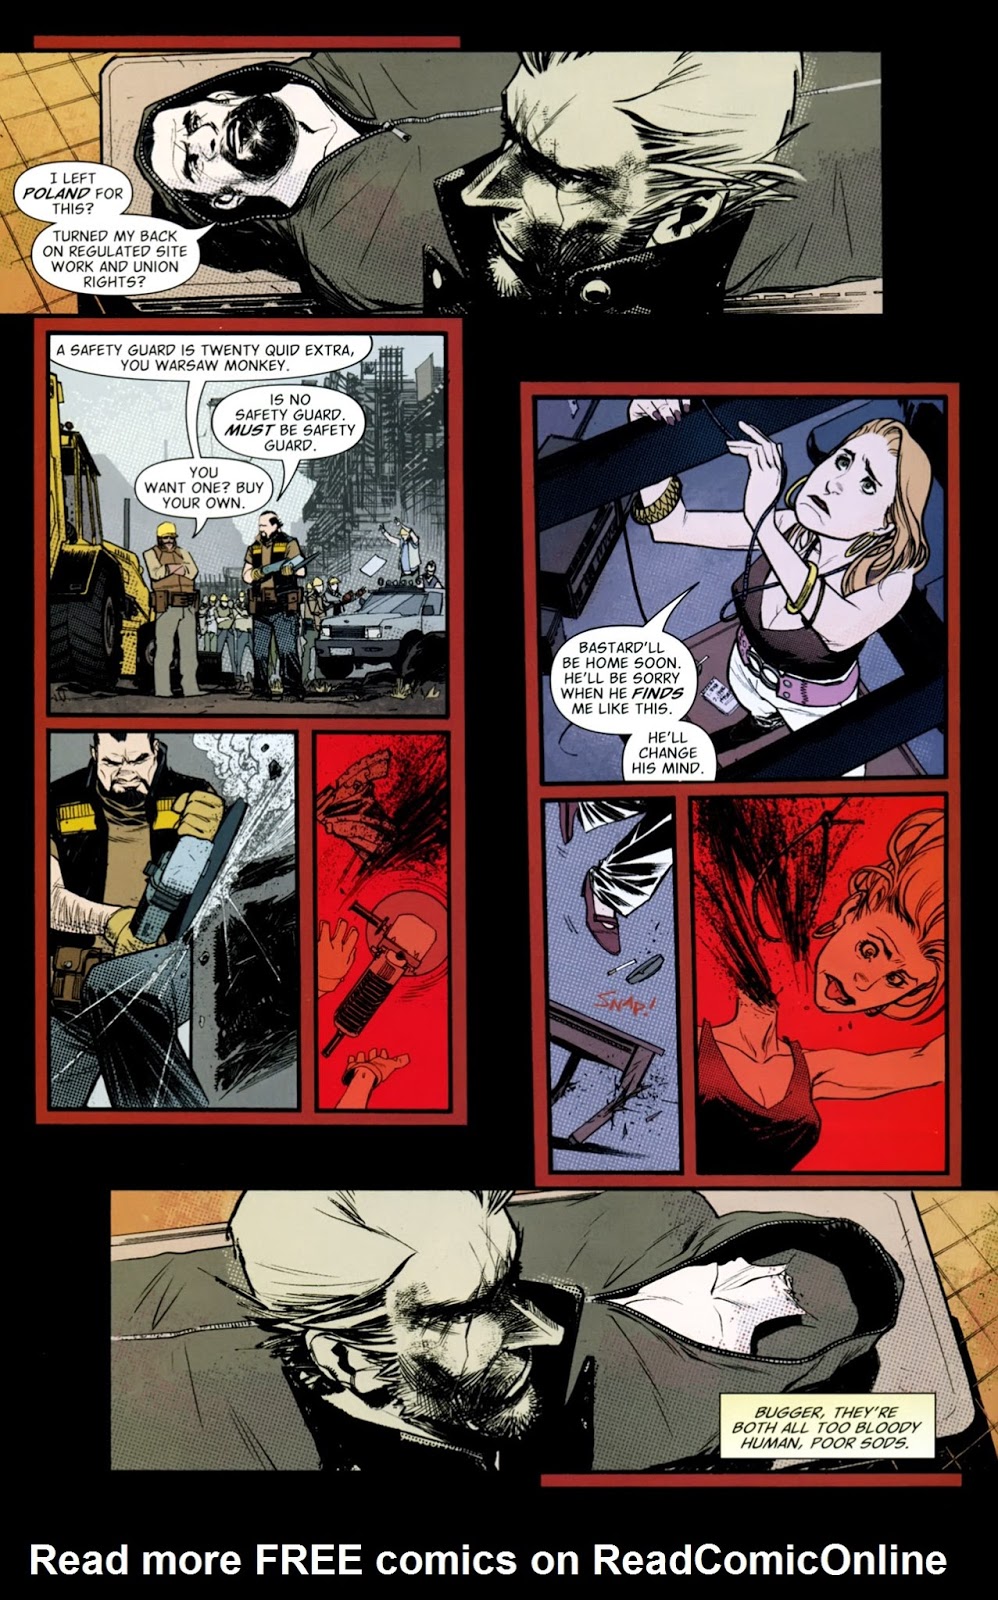 I LEFT
POLAND FOR
THIS?
TURNED MY BACK
ON REGULATED SITE
WORK AND UNION
RIGHTS?
A SAFETY GUARD IS TWENTY QUID EXTRA,
YOU WARSAW MONKEY.
IS NO
SAFETY GUARD.
MUST BE SAFETY
GUARD.
YOU
WANT ONE? BUY
YOUR OWN.
BASTARD'LL
BE HOME SOON.
HE'LL BE SORRY
WHEN HE FINDS
ME LIKE THIS.
HE'LL
CHANGE
HIS MIND.
SNAP!
BUGGER, THEY'RE
BOTH ALL TOO BLOODY
HUMAN, POOR SODS.
Read more FREE comics on ReadComicOnline